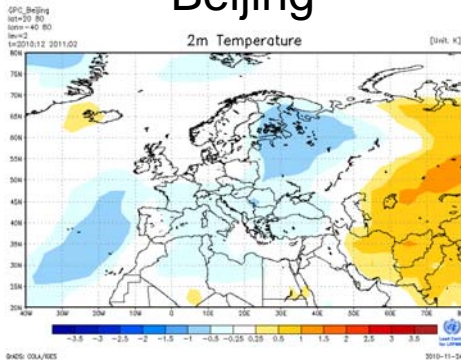 Beijing
GPC_Beijing
lat=20 80
lon=-40 80
lev=2
t=2010:12 2011:02
2m Temperature
[Unit: K]
80N
75N
70N
65N
60N
55N
50N
45N
40N
35N
30N
25N
20N
40W 30W 20W 10W 0 10E 20E 30E 40E 50E 60E 70E 80E
-3.5 -3 -2.5 -2 -1.5 -1 -0.5 -0.25 0.25 0.5 1 1.5 2 2.5 3 3.5
GrADS: COLA/IGES